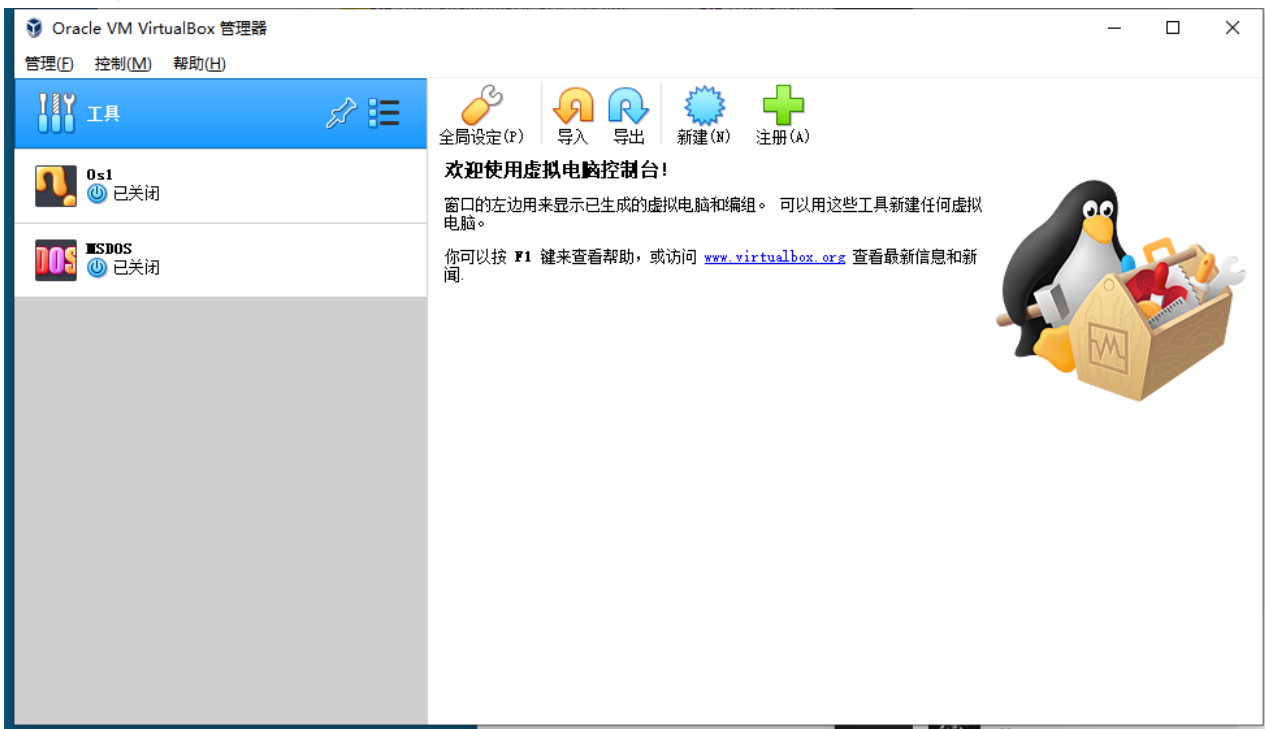 Oracle VM VirtualBox 管理器
管理(F) 控制(M) 帮助(H)
工具
全局设定(P) 导入 导出 新建(N) 注册(A)
Os1
已关闭
MSDOS
DOS
已关闭
欢迎使用虚拟电脑控制台!
窗口的左边用来显示已生成的虚拟电脑和编组。 可以用这些工具新建任何虚拟
电脑。
你可以按 F1 键来查看帮助，或访问 www.virtualbox.org 查看最新信息和新
闻.